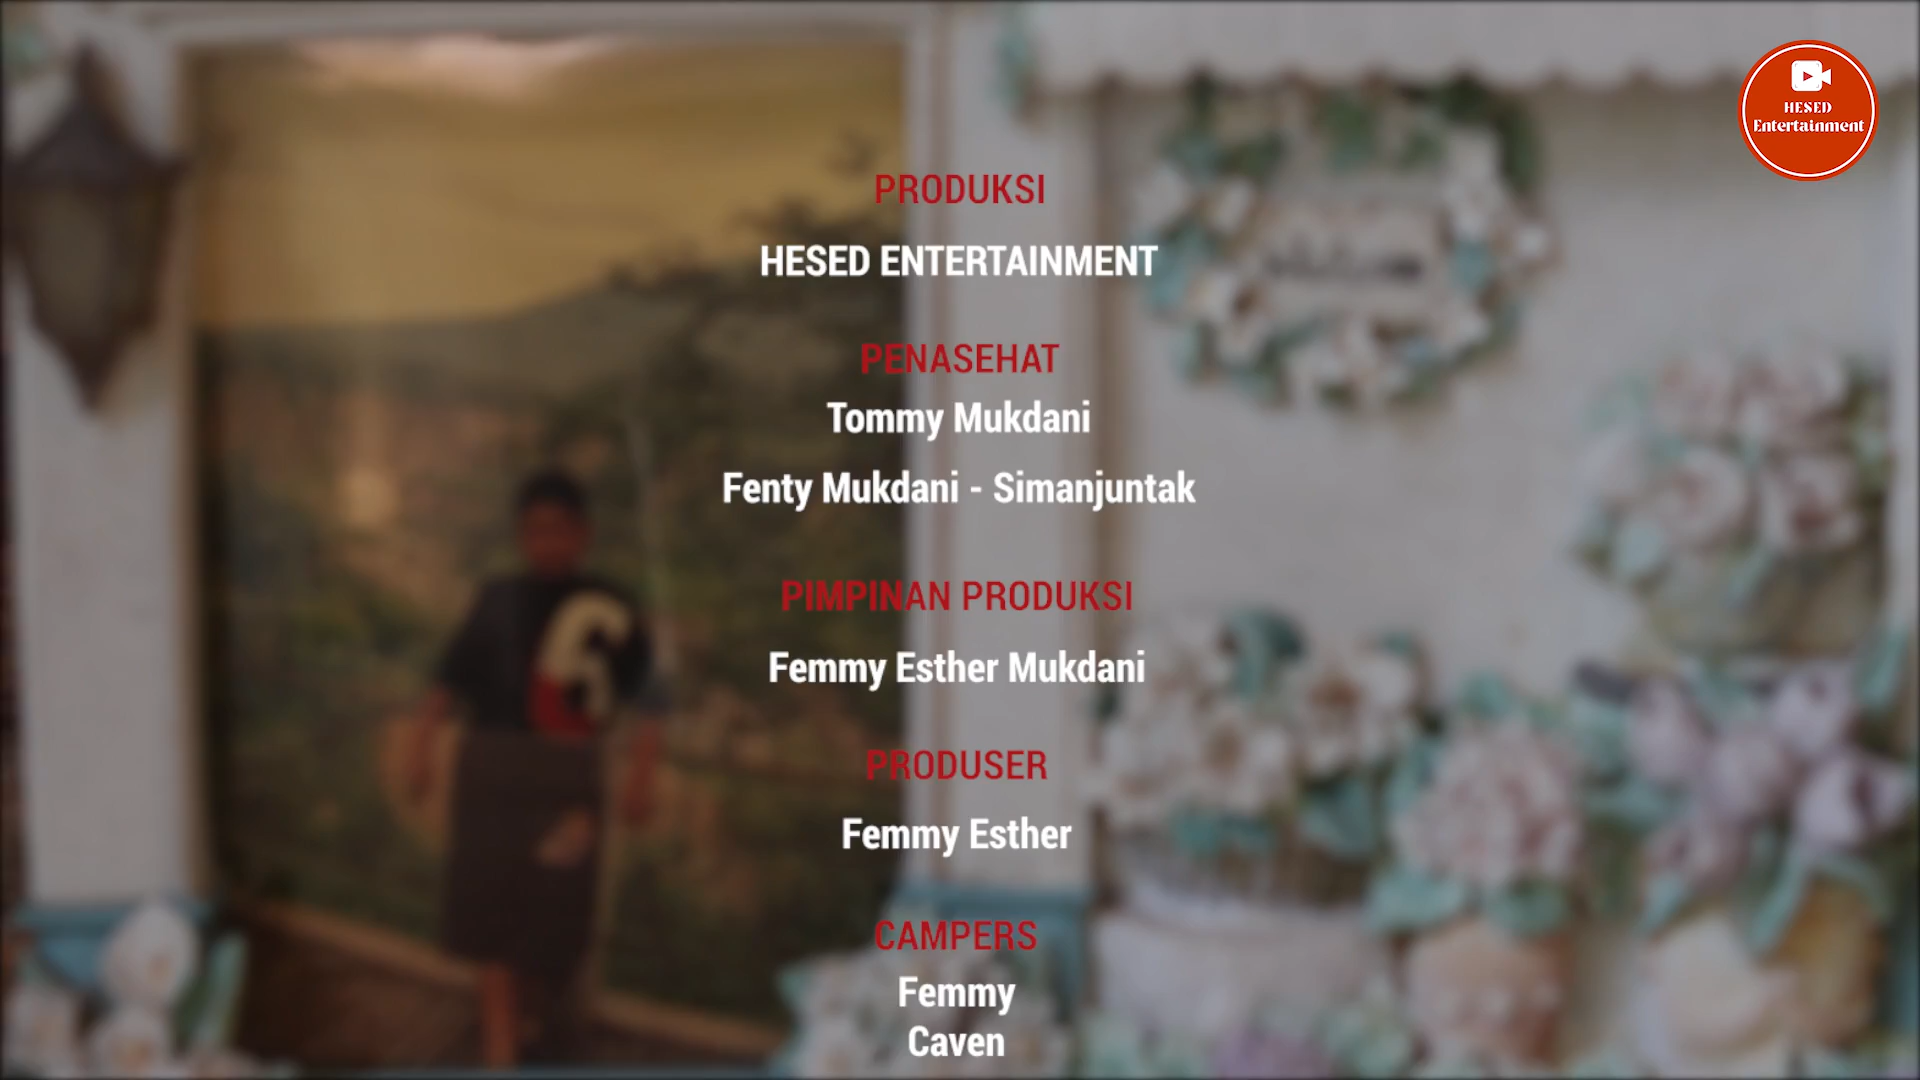 HESED
Entertainment
PRODUKSI
HESED ENTERTAINMENT
PENASEHAT
Tommy Mukdani
Fenty Mukdani - Simanjuntak
PIMPINAN PRODUKSI
Femmy Esther Mukdani
PRODUSER
Femmy Esther
CAMPERS
Femmy
Caven